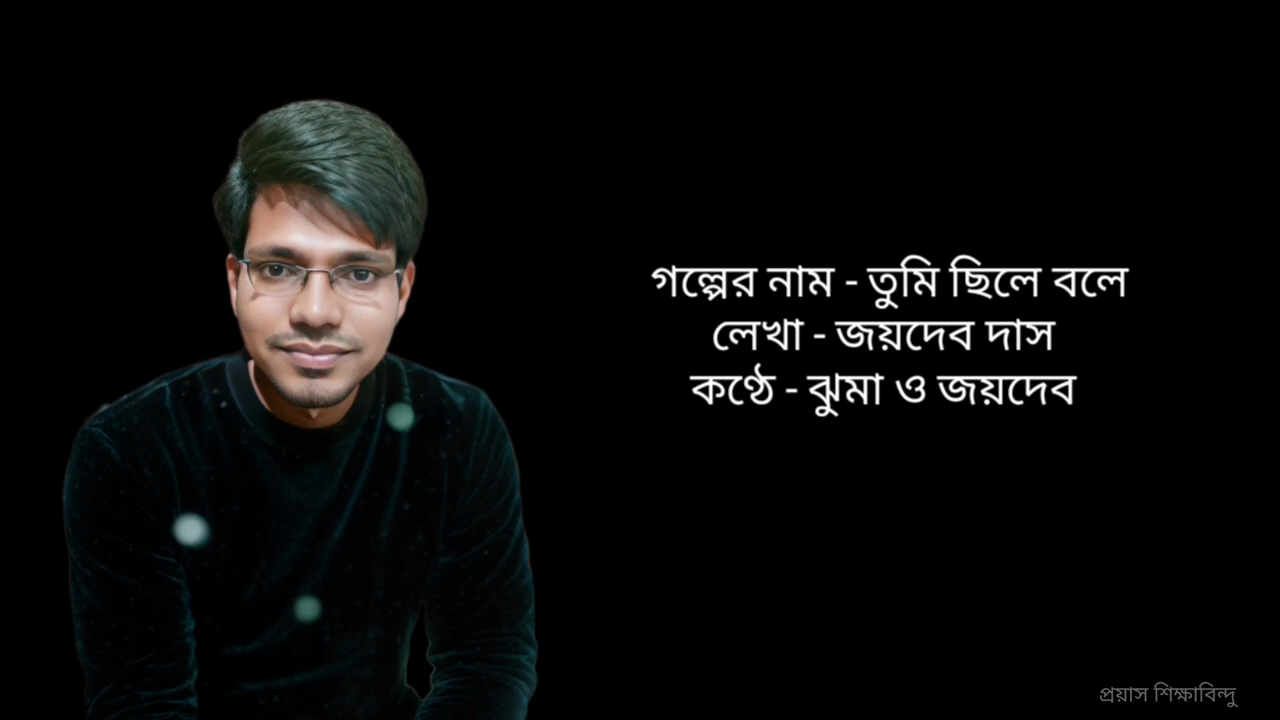 গল্পের নাম - তুমি ছিলে বলে
লেখা - জয়দেব দাস
কণ্ঠে - ঝুমা ও জয়দেব
প্রয়াস শিক্ষাবিন্দু